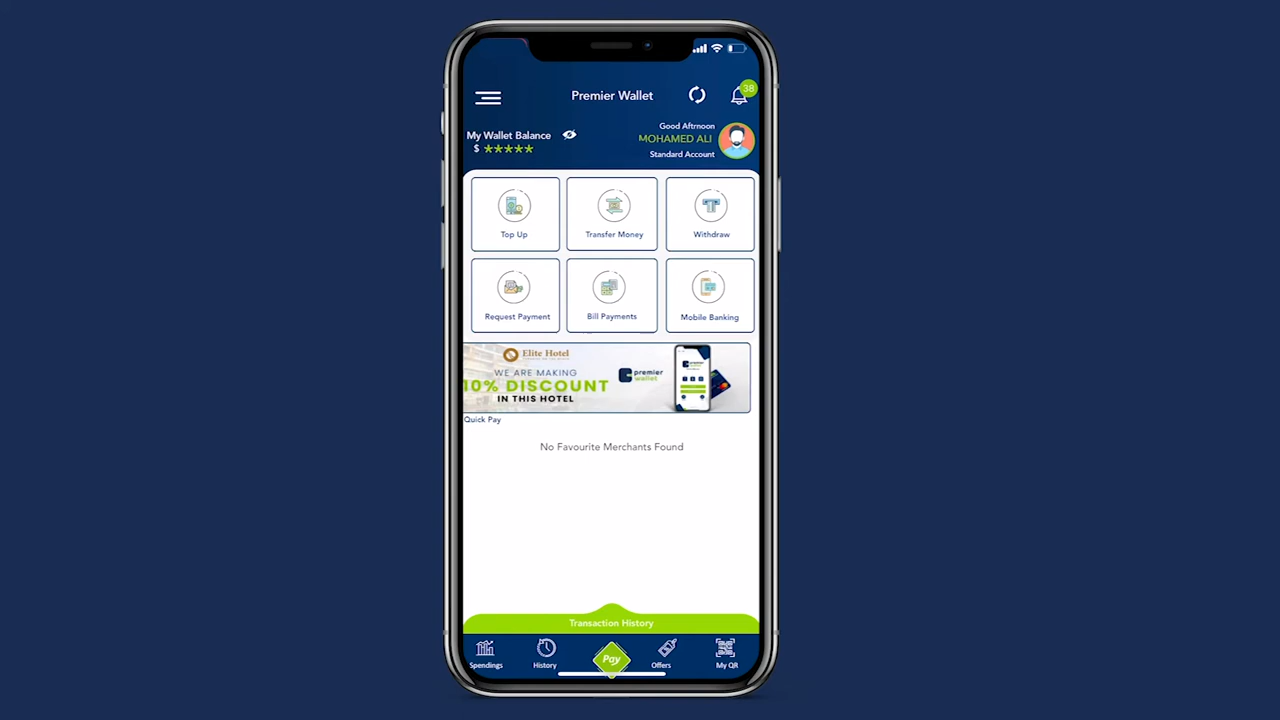 Premier Wallet
38
My Wallet Balance
$ *****
Good Aftrnoon
MOHAMED ALI
Standard Account
Top Up
Transfer Money
Withdraw
Request Payment
Bill Payments
Mobile Banking
Elite Hotel
WE ARE MAKING
10% DISCOUNT
IN THIS HOTEL
premier
wallet
Quick Pay
No Favourite Merchants Found
Transaction History
Spendings
History
Pay
Offers
My QR